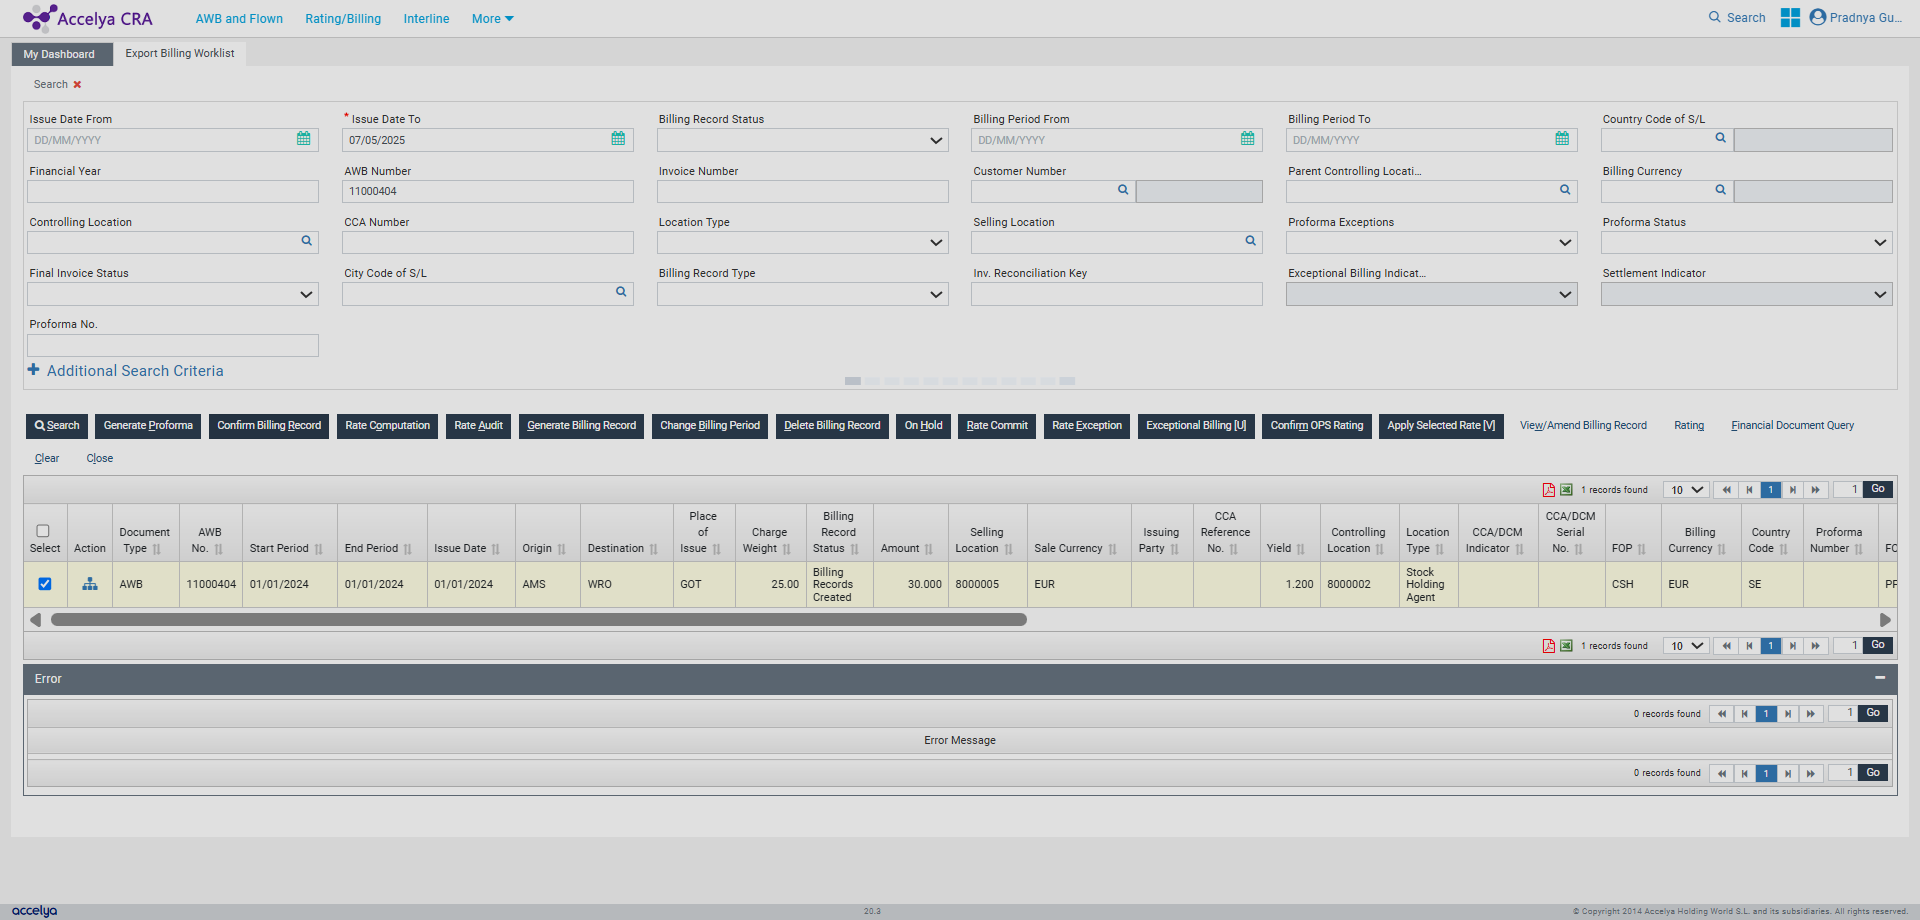 Accelya CRA
AWB and Flown Rating/Billing Interline More
Search Pradnya Gu...
My Dashboard Export Billing Worklist
Search
Issue Date From * Issue Date To Billing Record Status Billing Period From Billing Period To Country Code of S/L
DD/MM/YYYY 07/05/2025 DD/MM/YYYY DD/MM/YYYY
Financial Year AWB Number Invoice Number Customer Number Parent Controlling Locati... Billing Currency
11000404
Controlling Location CCA Number Location Type Selling Location Proforma Exceptions Proforma Status
Final Invoice Status City Code of S/L Billing Record Type Inv. Reconciliation Key Exceptional Billing Indicat... Settlement Indicator
Proforma No.
Additional Search Criteria
Search Generate Proforma Confirm Billing Record Rate Computation Rate Audit Generate Billing Record Change Billing Period Delete Billing Record On Hold Rate Commit Rate Exception Exceptional Billing [U] Confirm OPS Rating Apply Selected Rate [V] View/Amend Billing Record Rating Financial Document Query
Clear Close
1 records found 10 1 1 Go
Select Action Document Type AWB No. Start Period End Period Issue Date Origin Destination Place of Issue Charge Weight Billing Record Status Amount Selling Location Sale Currency Issuing Party CCA Reference No. Yield Controlling Location Location Type CCA/DCM Indicator CCA/DCM Serial No. FOP Billing Currency Country Code Proforma Number FO
AWB 11000404 01/01/2024 01/01/2024 01/01/2024 AMS WRO GOT 25.00 Billing Records Created 30.000 8000005 EUR 1.200 8000002 Stock Holding Agent CSH EUR SE PF
1 records found 10 1 1 Go
Error
0 records found 1 1 Go
Error Message
0 records found 1 1 Go
accelya 20.3 © Copyright 2014 Accelya Holding World S.L. and its subsidiaries. All rights reserved.